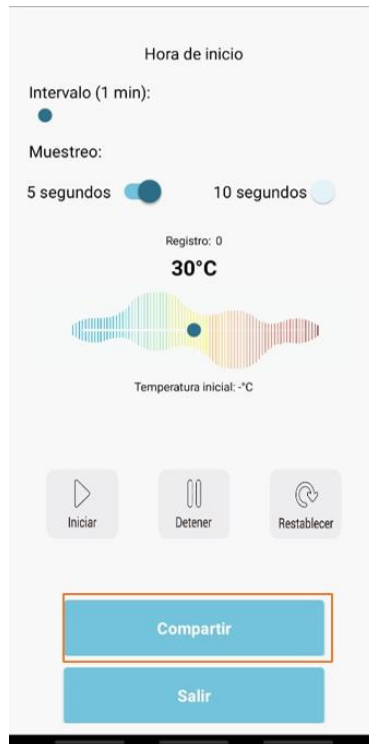 Hora de inicio
Intervalo (1 min):
Muestreo:
5 segundos 10 segundos
Registro: 0
30°C
Temperatura inicial: -°C
Iniciar Detener Restablecer
Compartir
Salir